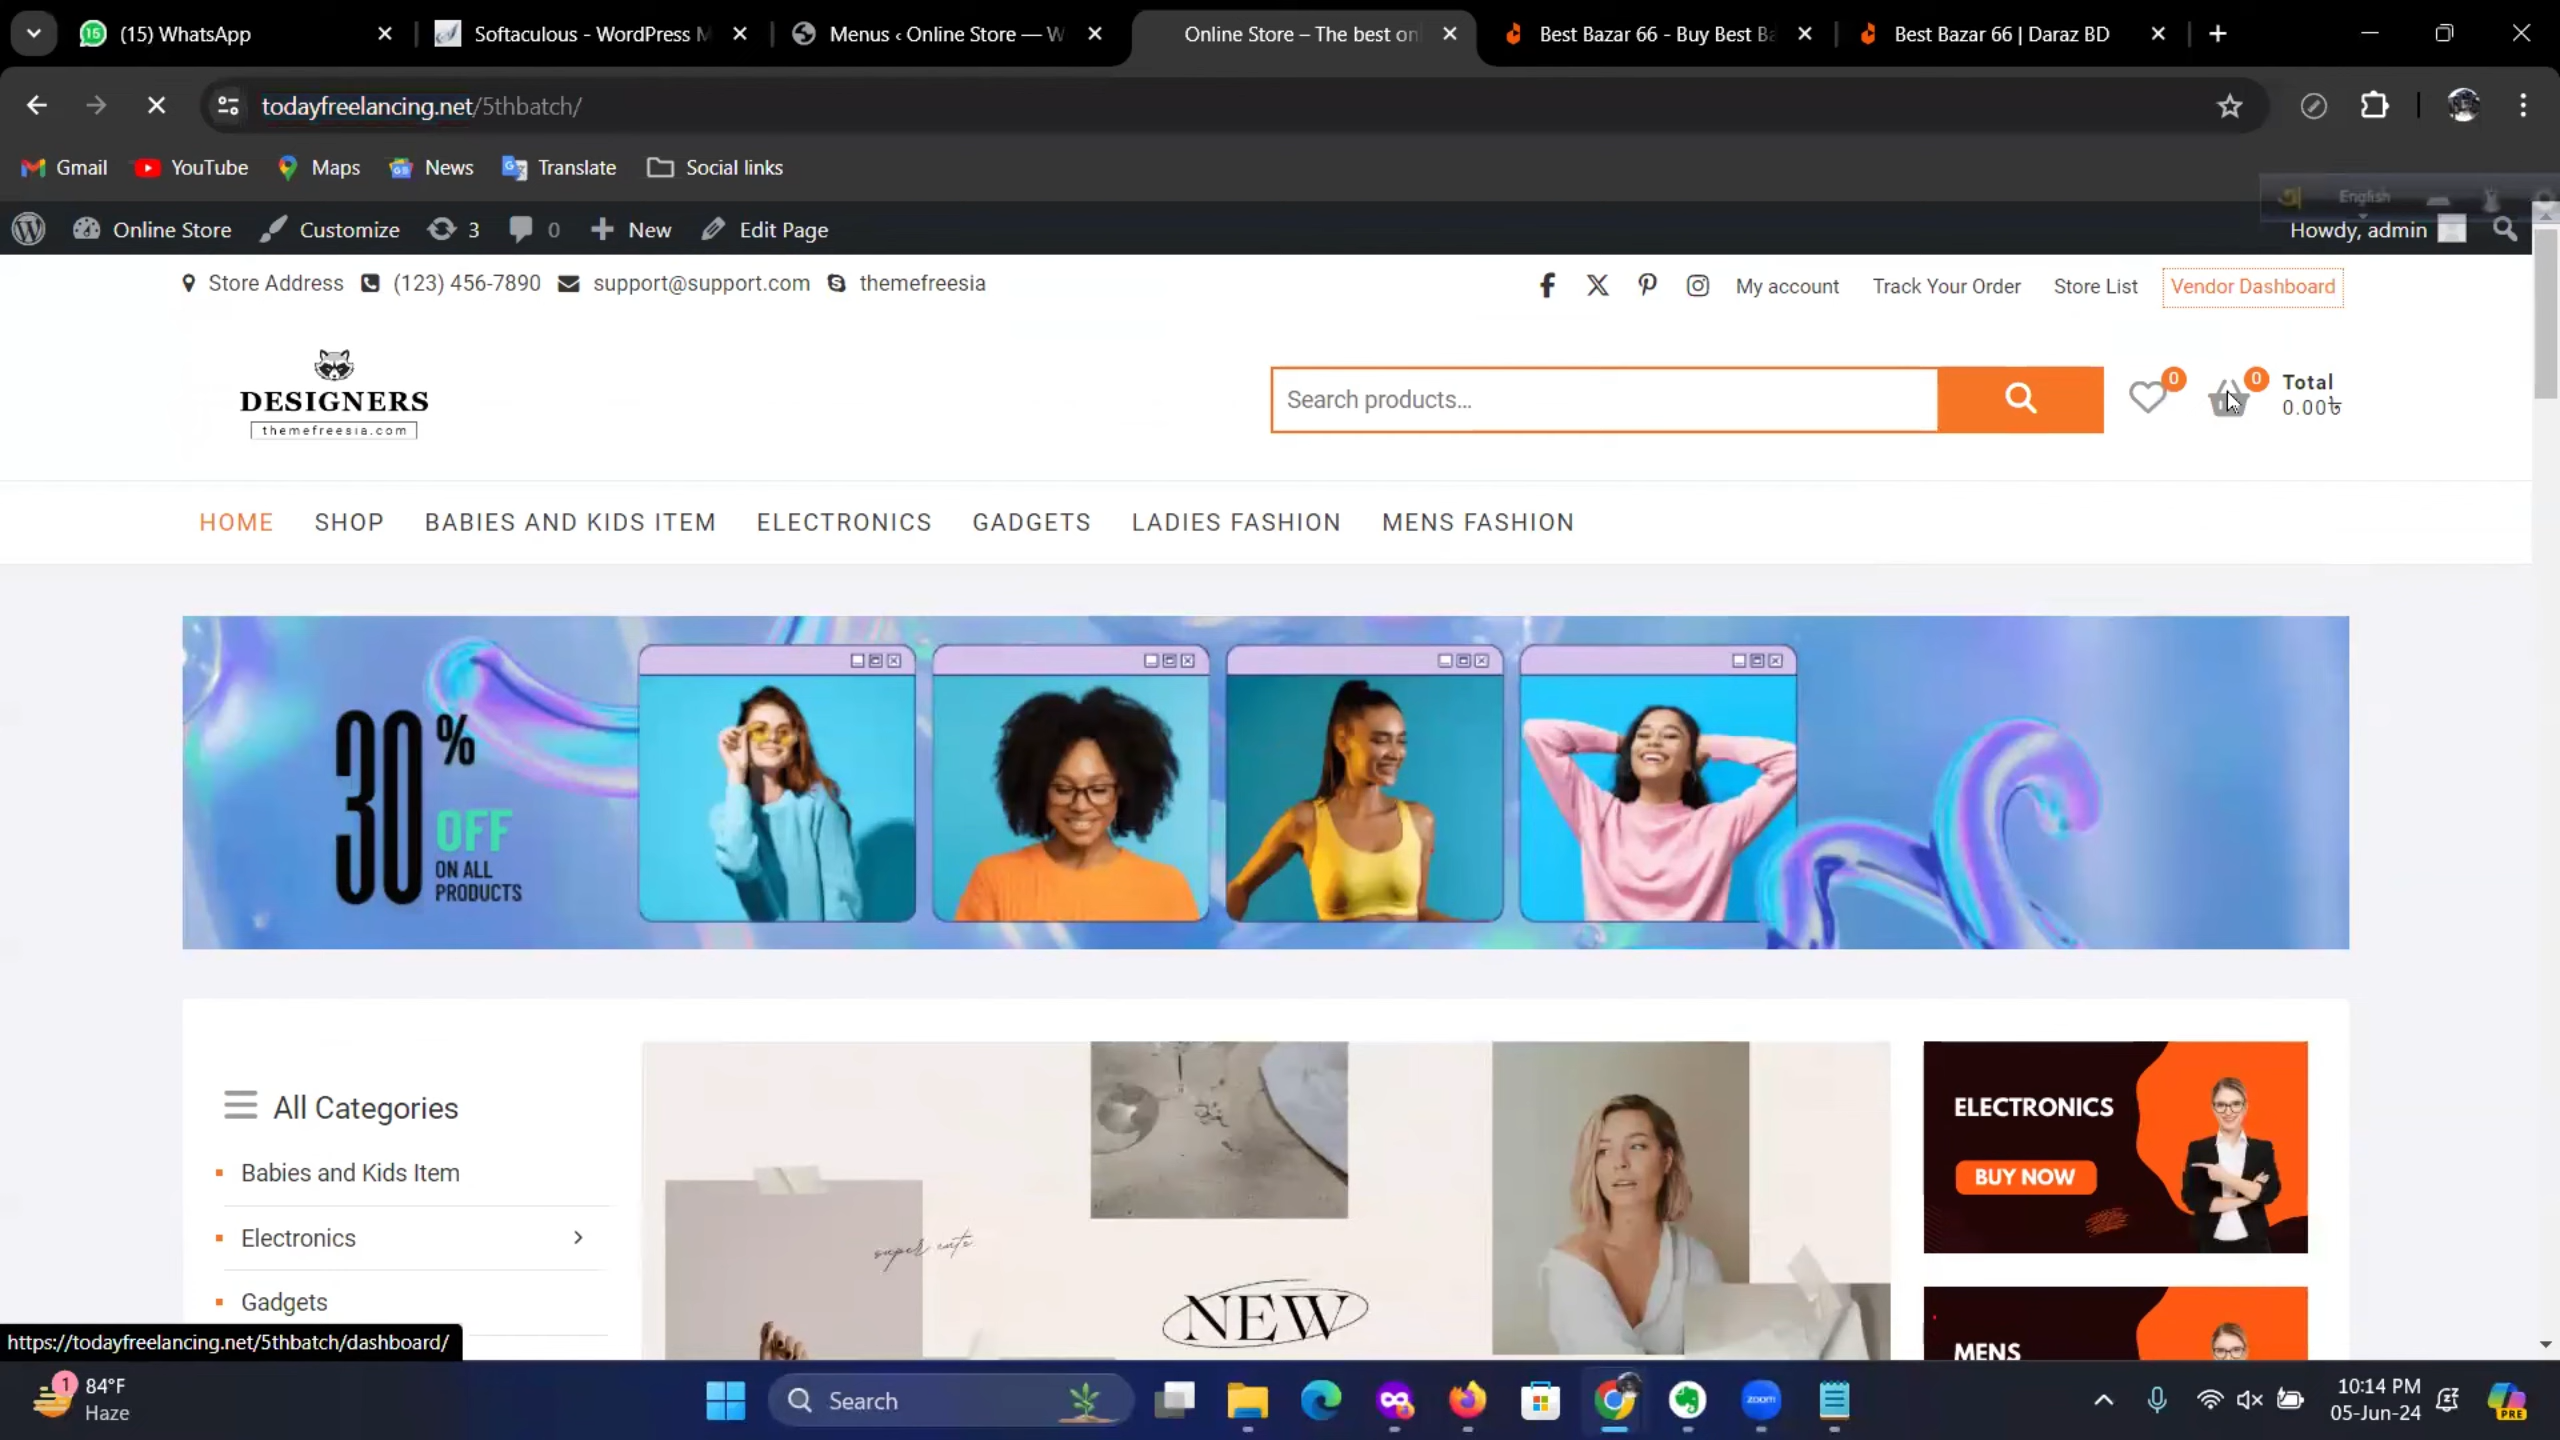 (15) WhatsApp
Softaculous - WordPress M
Menus ‹ Online Store — W
Online Store – The best on
Best Bazar 66 - Buy Best Ba
Best Bazar 66 | Daraz BD
todayfreelancing.net/5thbatch/
Gmail
YouTube
Maps
News
Translate
Social links
English
Online Store
Customize
3
0
New
Edit Page
Howdy, admin
Store Address
(123) 456-7890
support@support.com
themefreesia
My account
Track Your Order
Store List
Vendor Dashboard
DESIGNERS
themefreesia.com
Search products...
0
0
Total
0.00৳
HOME
SHOP
BABIES AND KIDS ITEM
ELECTRONICS
GADGETS
LADIES FASHION
MENS FASHION
30%
OFF
ON ALL
PRODUCTS
All Categories
Babies and Kids Item
Electronics
Gadgets
super cute
NEW
ELECTRONICS
BUY NOW
MENS
https://todayfreelancing.net/5thbatch/dashboard/
1
84°F
Haze
Search
zoom
10:14 PM
05-Jun-24
PRE